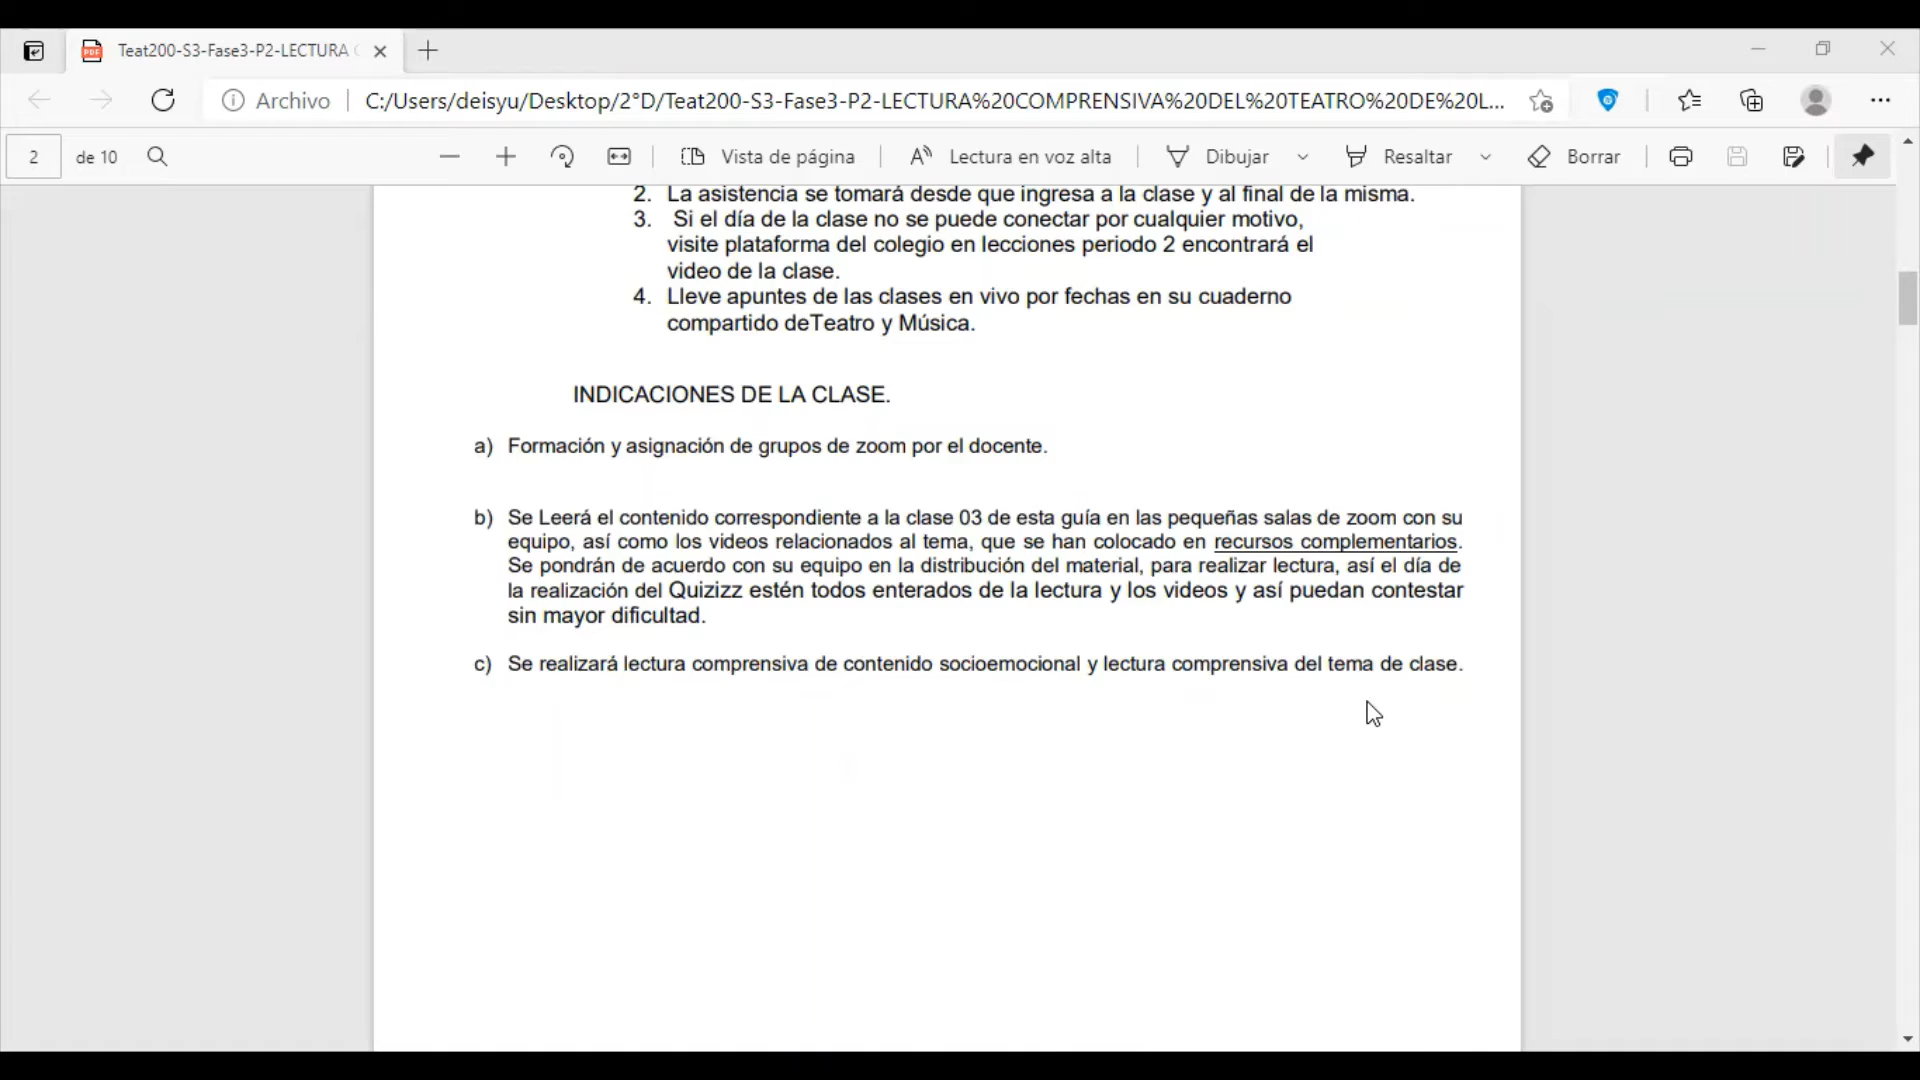 Teat200-S3-Fase3-P2-LECTURA
Archivo
C:/Users/deisyu/Desktop/2°D/Teat200-S3-Fase3-P2-LECTURA%20COMPRENSIVA%20DEL%20TEATRO%20DE%20L...
2 de 10
Vista de página
Lectura en voz alta
Dibujar
Resaltar
Borrar
2. La asistencia se tomará desde que ingresa a la clase y al final de la misma.
3. Si el día de la clase no se puede conectar por cualquier motivo,
visite plataforma del colegio en lecciones periodo 2 encontrará el
video de la clase.
4. Lleve apuntes de las clases en vivo por fechas en su cuaderno
compartido deTeatro y Música.
INDICACIONES DE LA CLASE.
a) Formación y asignación de grupos de zoom por el docente.
b) Se Leerá el contenido correspondiente a la clase 03 de esta guía en las pequeñas salas de zoom con su
equipo, así como los videos relacionados al tema, que se han colocado en recursos complementarios.
Se pondrán de acuerdo con su equipo en la distribución del material, para realizar lectura, así el día de
la realización del Quizizz estén todos enterados de la lectura y los videos y así puedan contestar
sin mayor dificultad.
c) Se realizará lectura comprensiva de contenido socioemocional y lectura comprensiva del tema de clase.